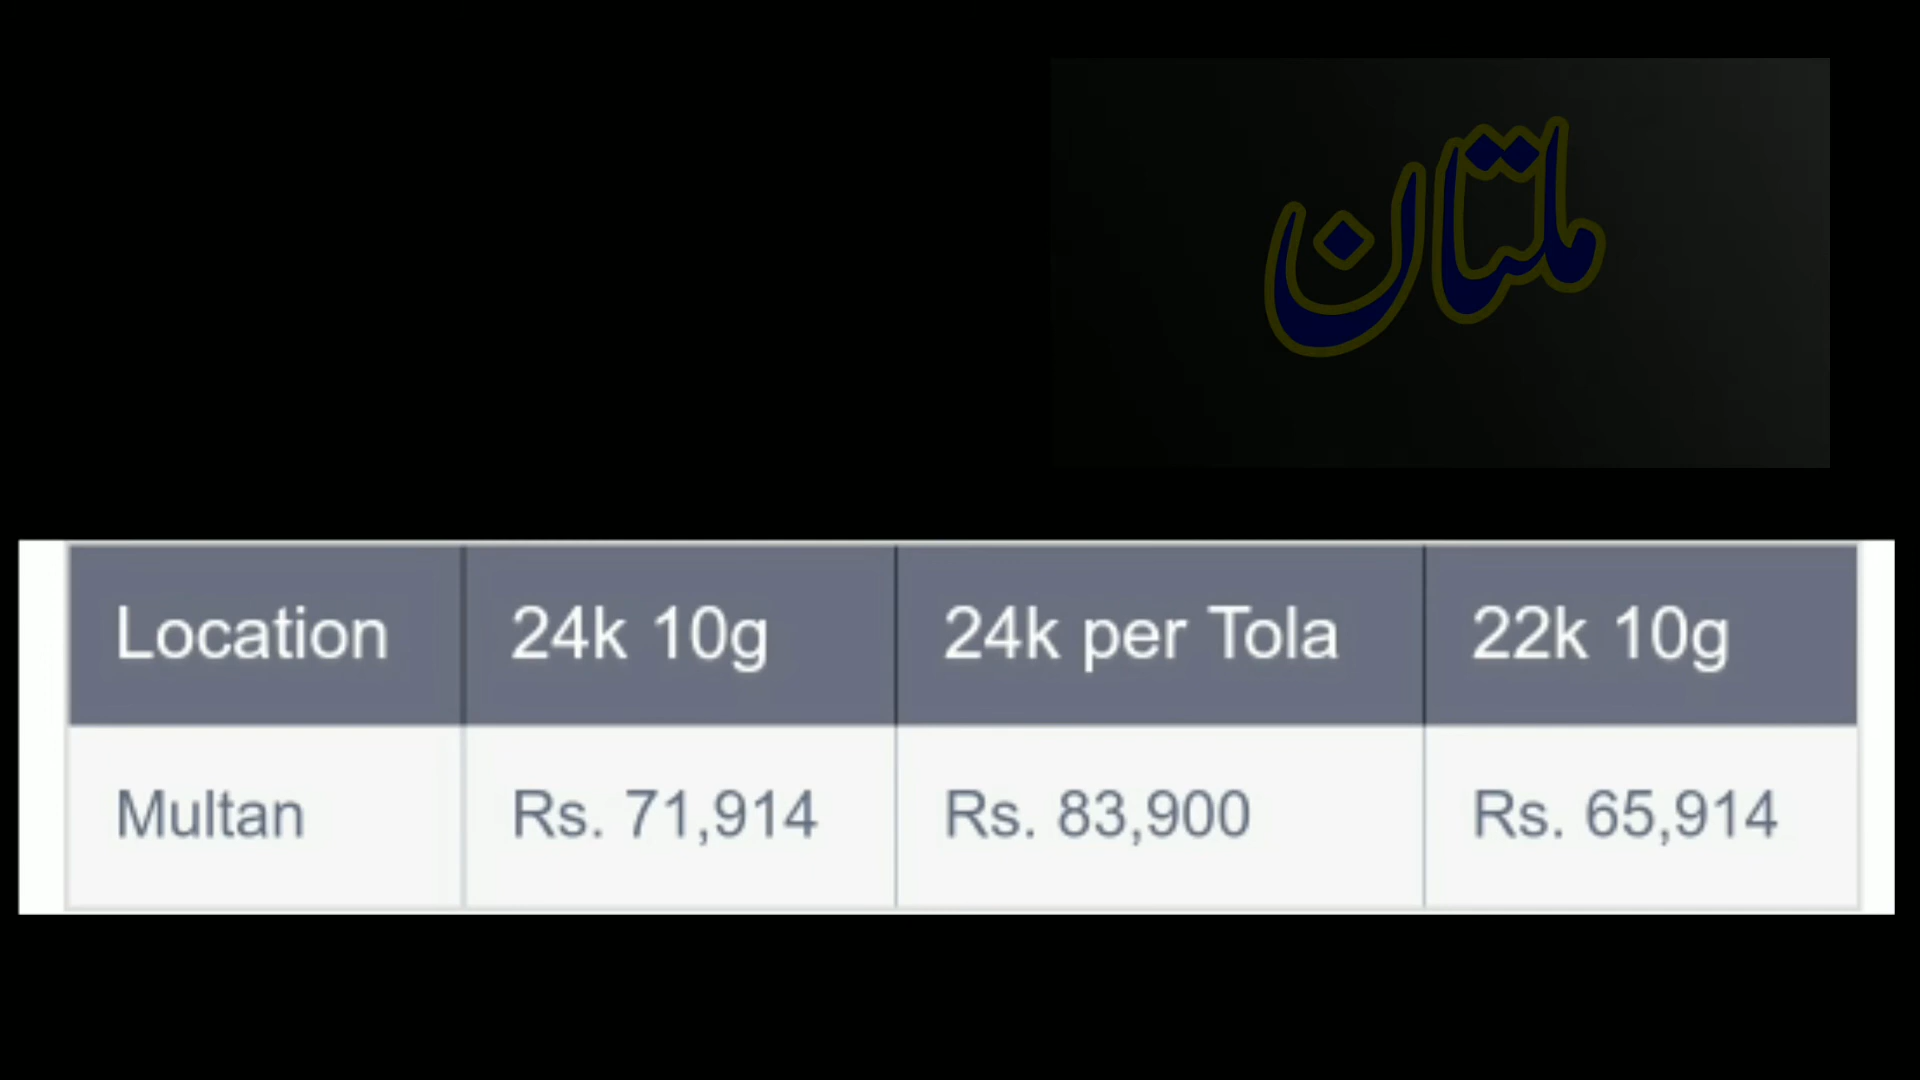 ملتان
Location 24k 10g 24k per Tola 22k 10g
Multan Rs. 71,914 Rs. 83,900 Rs. 65,914